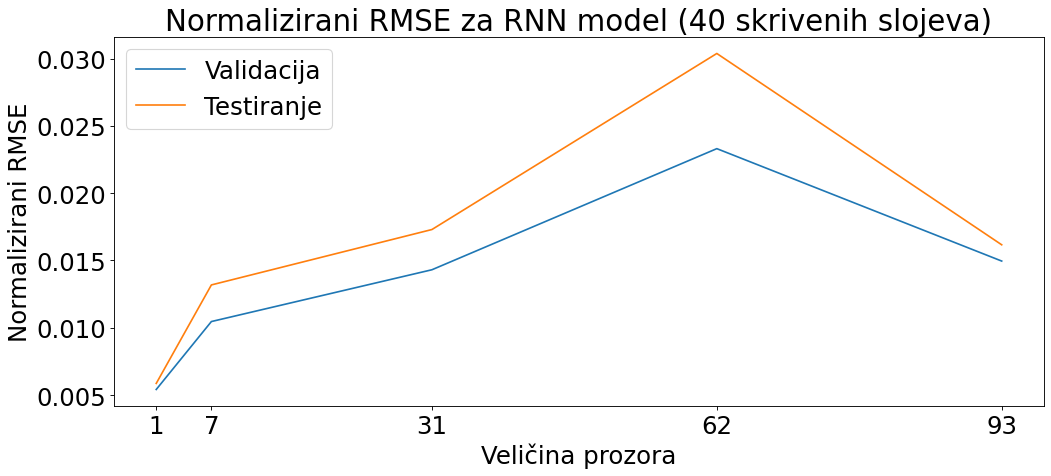 Normalizirani RMSE za RNN model (40 skrivenih slojeva)
Validacija
Testiranje
Normalizirani RMSE
0.030
0.025
0.020
0.015
0.010
0.005
1 7 31 62 93
Veličina prozora